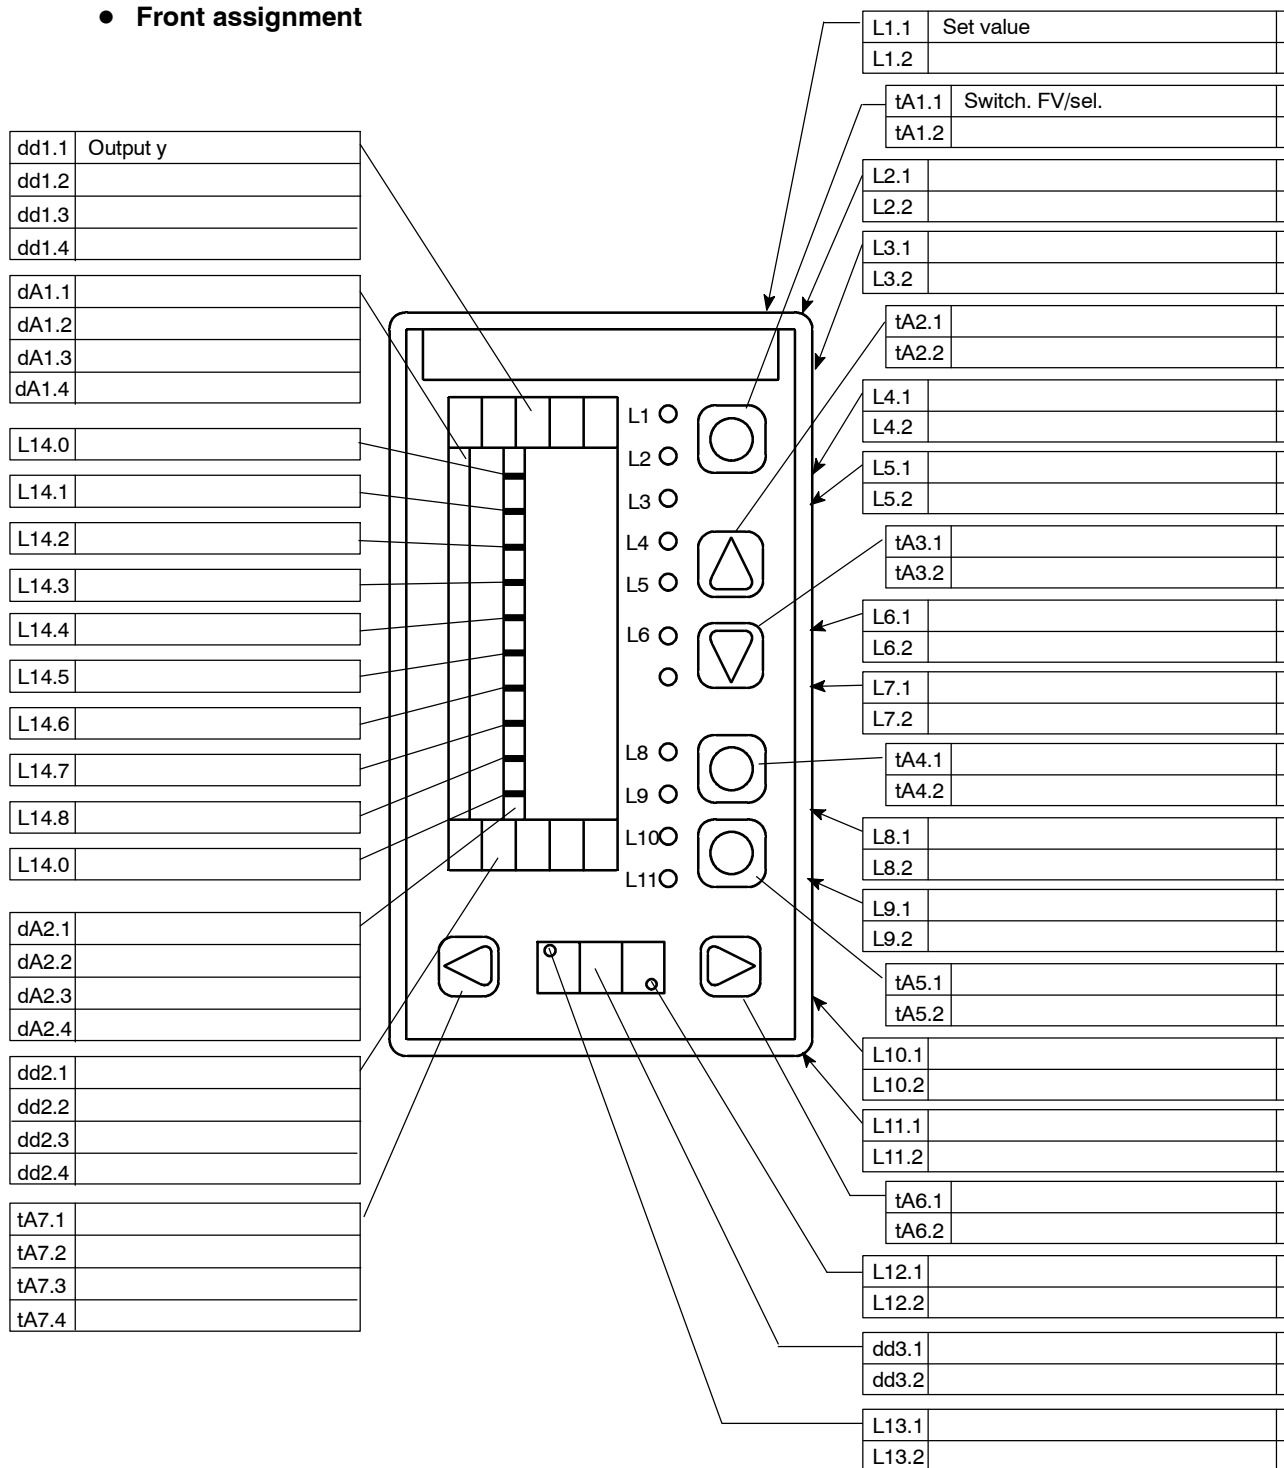 ● Front assignment
dd1.1 Output y
dd1.2
dd1.3
dd1.4
dA1.1
dA1.2
dA1.3
dA1.4
L14.0
L14.1
L14.2
L14.3
L14.4
L14.5
L14.6
L14.7
L14.8
L14.0
dA2.1
dA2.2
dA2.3
dA2.4
dd2.1
dd2.2
dd2.3
dd2.4
tA7.1
tA7.2
tA7.3
tA7.4
L1
L2
L3
L4
L5
L6
L8
L9
L10
L11
L1.1 Set value
L1.2
tA1.1 Switch. FV/sel.
tA1.2
L2.1
L2.2
L3.1
L3.2
tA2.1
tA2.2
L4.1
L4.2
L5.1
L5.2
tA3.1
tA3.2
L6.1
L6.2
L7.1
L7.2
tA4.1
tA4.2
L8.1
L8.2
L9.1
L9.2
tA5.1
tA5.2
L10.1
L10.2
L11.1
L11.2
tA6.1
tA6.2
L12.1
L12.2
dd3.1
dd3.2
L13.1
L13.2